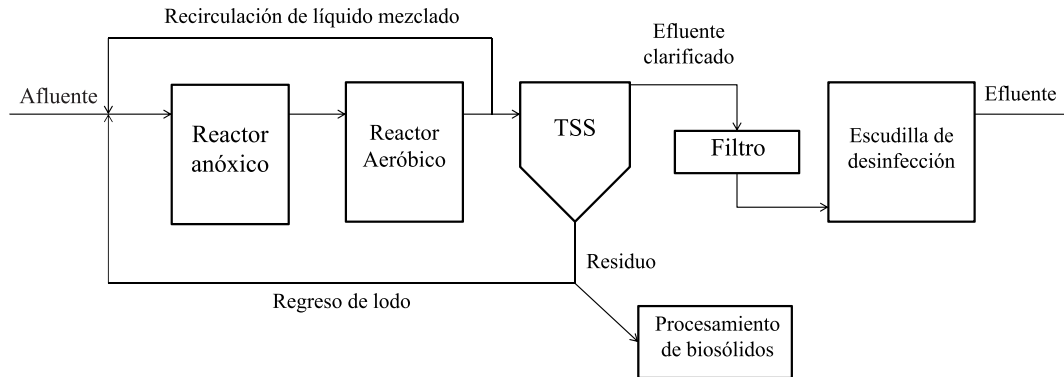 Recirculación de líquido mezclado
Efluente
clarificado
Afluente
Efluente
Reactor
anóxico
Reactor
Aeróbico
TSS
Filtro
Escudilla de
desinfección
Residuo
Regreso de lodo
Procesamiento
de biosólidos